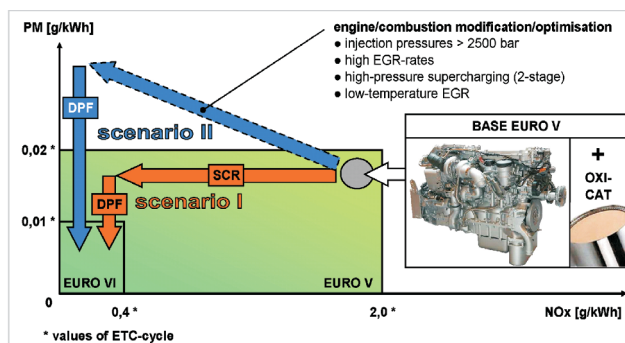 PM [g/kWh]
engine/combustion modification/optimisation
● injection pressures > 2500 bar
● high EGR-rates
● high-pressure supercharging (2-stage)
● low-temperature EGR
DPF
scenario II
BASE EURO V
+
OXI-
CAT
0,02 *
SCR
DPF
scenario I
0,01 *
EURO VI
EURO V
0
0,4 *
2,0 *
NOx [g/kWh]
* values of ETC-cycle